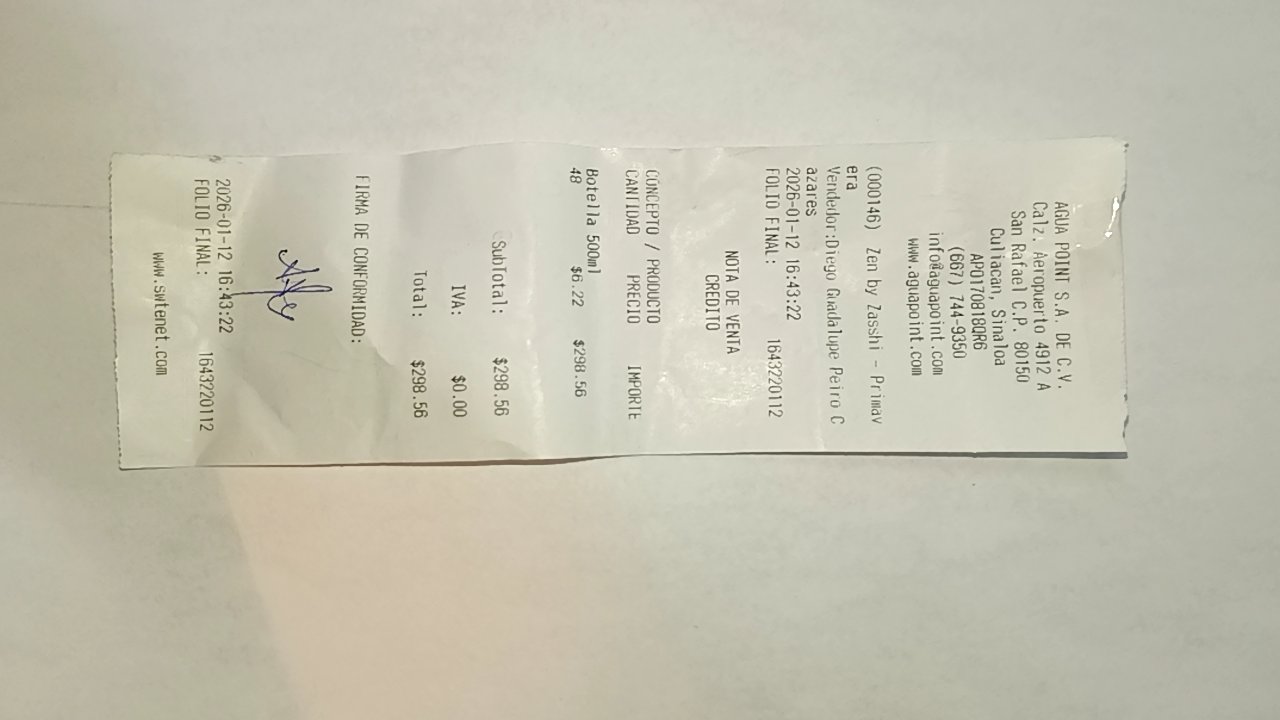 AGUA POINT S.A. DE C.V.
Calz. Aeropuerto 4912 A
San Rafael C.P. 80150
Culiacan, Sinaloa
APO170818QR6
(667) 744-9350
info@aguapoint.com
www.aguapoint.com
(000146) Zen by Zasshi - Primav
era
Vendedor:Diego Guadalupe Peiro C
azares
2026-01-12 16:43:22
FOLIO FINAL: 1643220112
NOTA DE VENTA
CREDITO
CONCEPTO / PRODUCTO
CANTIDAD PRECIO IMPORTE
Botella 500ml
48 $6.22 $298.56
SubTotal: $298.56
IVA: $0.00
Total: $298.56
FIRMA DE CONFORMIDAD:
2026-01-12 16:43:22
FOLIO FINAL: 1643220112
www.swtenet.com